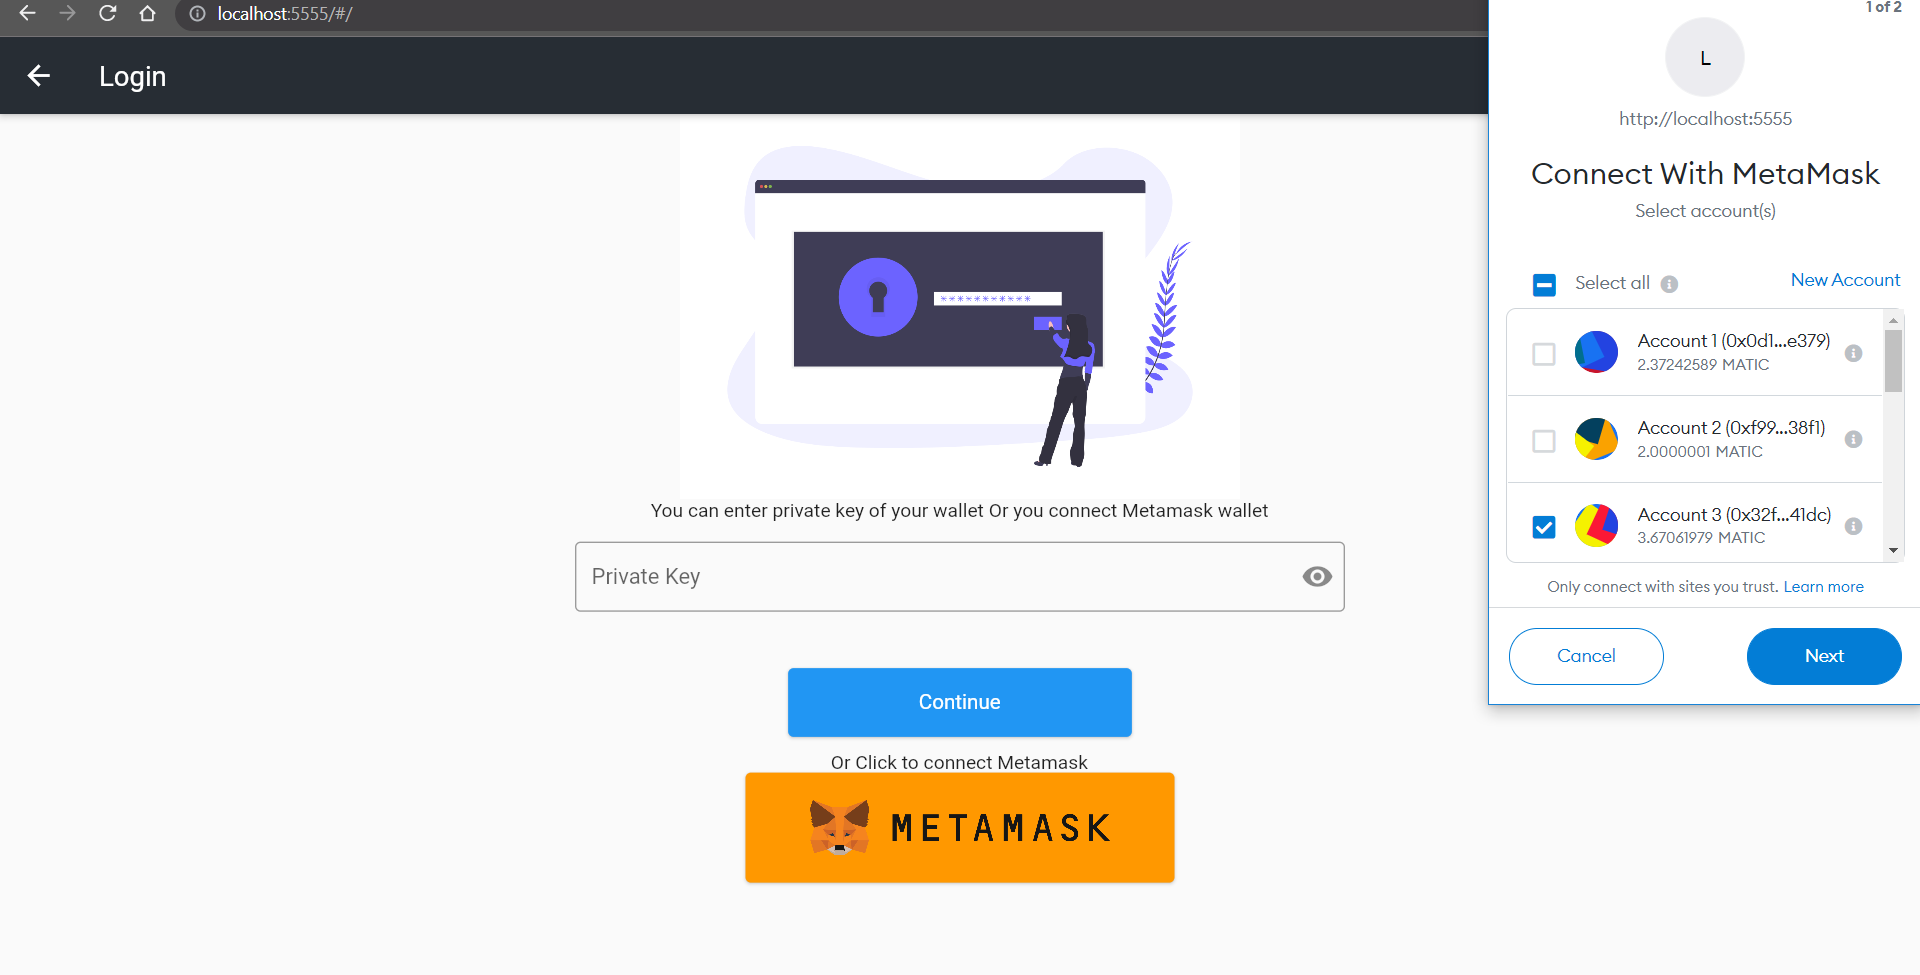 localhost:5555/#/
Login
***********
You can enter private key of your wallet Or you connect Metamask wallet
Private Key
Continue
Or Click to connect Metamask
METAMASK
1 of 2
L
http://localhost:5555
Connect With MetaMask
Select account(s)
Select all
New Account
Account 1 (0x0d1...e379)
2.37242589 MATIC
Account 2 (0xf99...38f1)
2.0000001 MATIC
Account 3 (0x32f...41dc)
3.67061979 MATIC
Only connect with sites you trust. Learn more
Cancel
Next